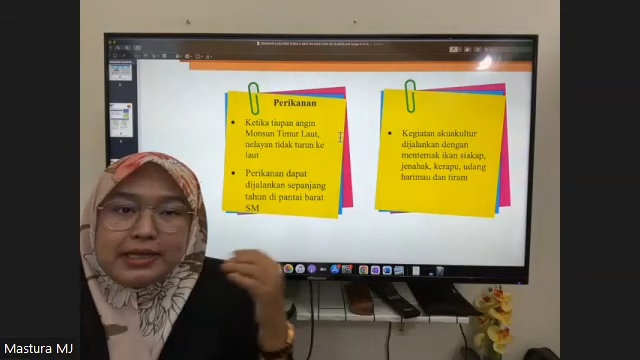 Perikanan
Ketika tiupan angin
Monsun Timur Laut,
nelayan tidak turun ke
laut
Perikanan dapat
dijalankan sepanjang
tahun di pantai barat
SM
Kegiatan akuakultur
dijalankan dengan
menternak ikan siakap,
jenahak, kerapu, udang
harimau dan tiram
Mastura MJ